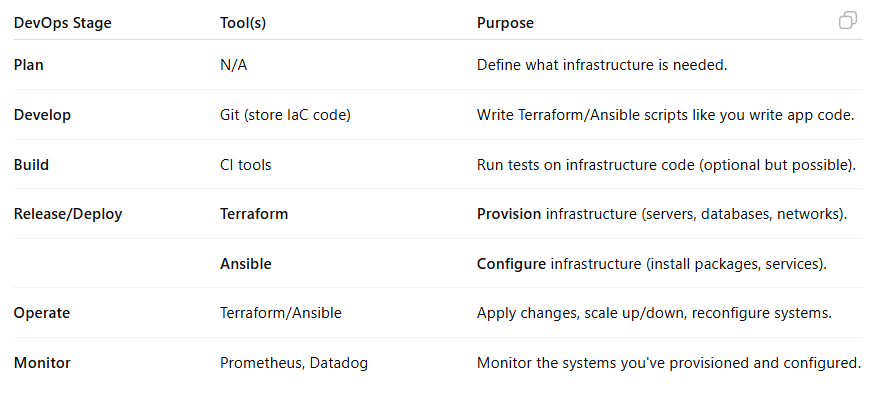 DevOps Stage Tool(s) Purpose
Plan N/A Define what infrastructure is needed.
Develop Git (store IaC code) Write Terraform/Ansible scripts like you write app code.
Build CI tools Run tests on infrastructure code (optional but possible).
Release/Deploy Terraform Provision infrastructure (servers, databases, networks).
Ansible Configure infrastructure (install packages, services).
Operate Terraform/Ansible Apply changes, scale up/down, reconfigure systems.
Monitor Prometheus, Datadog Monitor the systems you've provisioned and configured.